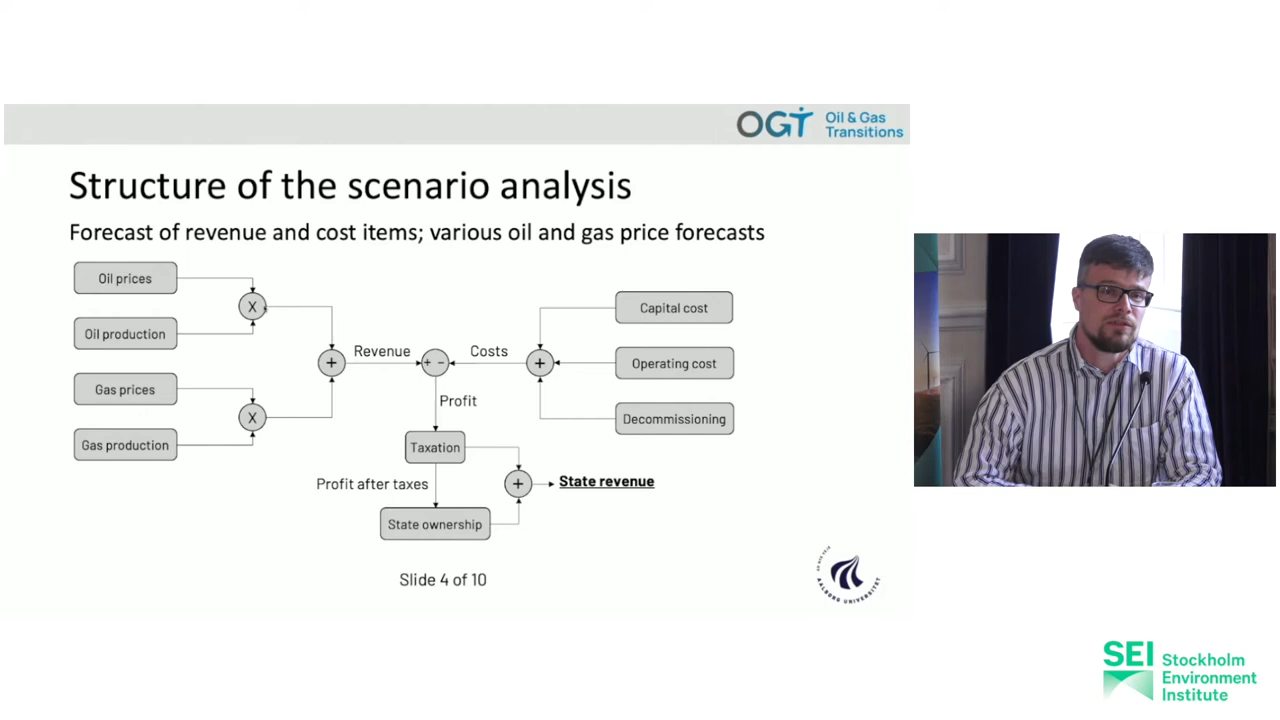 OGT Oil & Gas
Transitions
Structure of the scenario analysis
Forecast of revenue and cost items; various oil and gas price forecasts
Oil prices
X
Oil production
Gas prices
X
Gas production
+
Revenue
+ -
Costs
+
Capital cost
Operating cost
Decommissioning
Profit
Taxation
Profit after taxes
+
State revenue
State ownership
Slide 4 of 10
AALBORG UNIVERSITET
SEI Stockholm
Environment
Institute